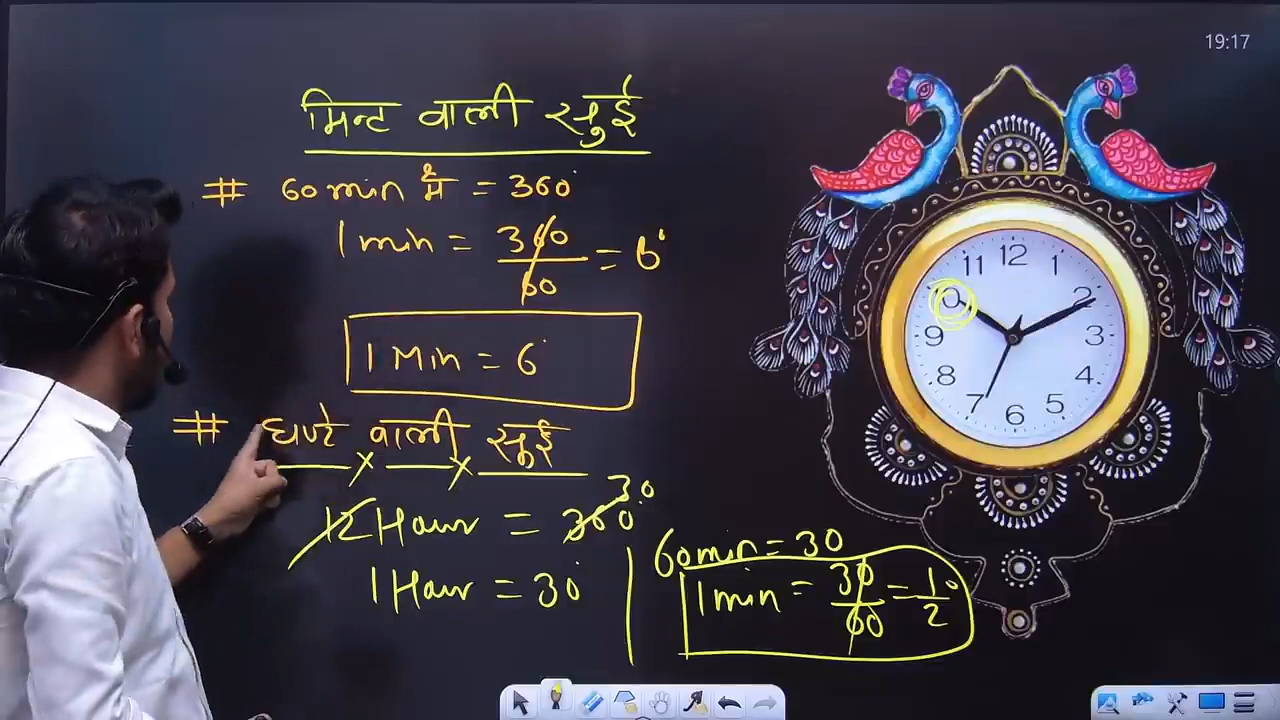 19:17
मिन्ट वाली सुई
# 60 min में = 360°
1 min = 360/60 = 6°
1 Min = 6°
# घण्टे वाली सूई
12 Hour = 360° 30
1 Hour = 30°
60 min = 30
1 min = 30/60 = 1/2°
12
11 1
10 2
9 3
8 4
7 5
6